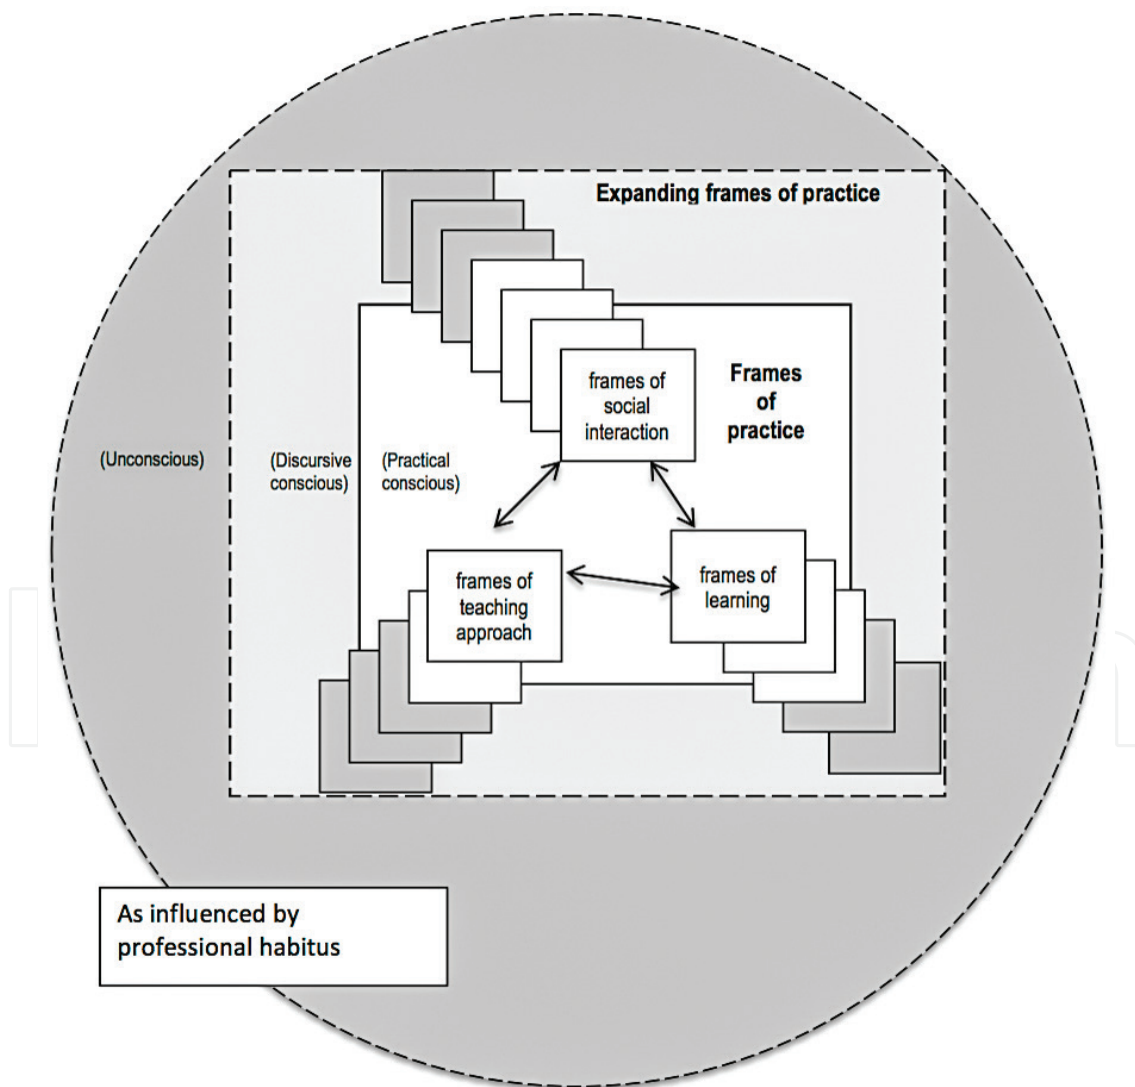 Expanding frames of practice
frames of
social
interaction
Frames
of
practice
(Unconscious)
(Discursive
conscious)
(Practical
conscious)
frames of
teaching
approach
frames of
learning
As influenced by
professional habitus